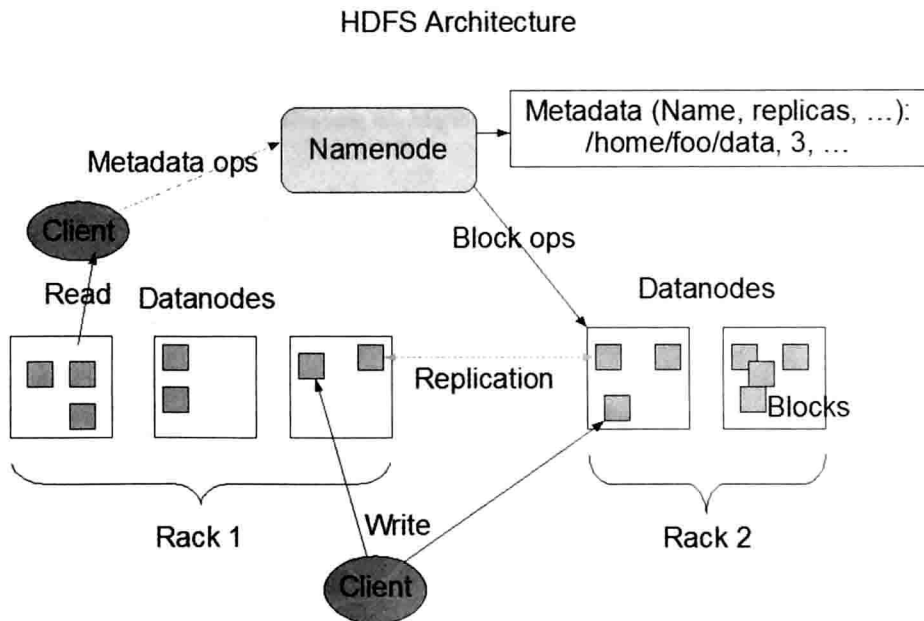 HDFS Architecture
Metadata (Name, replicas, ...):
/home/foo/data, 3, ...
Namenode
Metadata ops
Client
Block ops
Read
Datanodes
Datanodes
Replication
Blocks
Rack 1
Write
Rack 2
Client